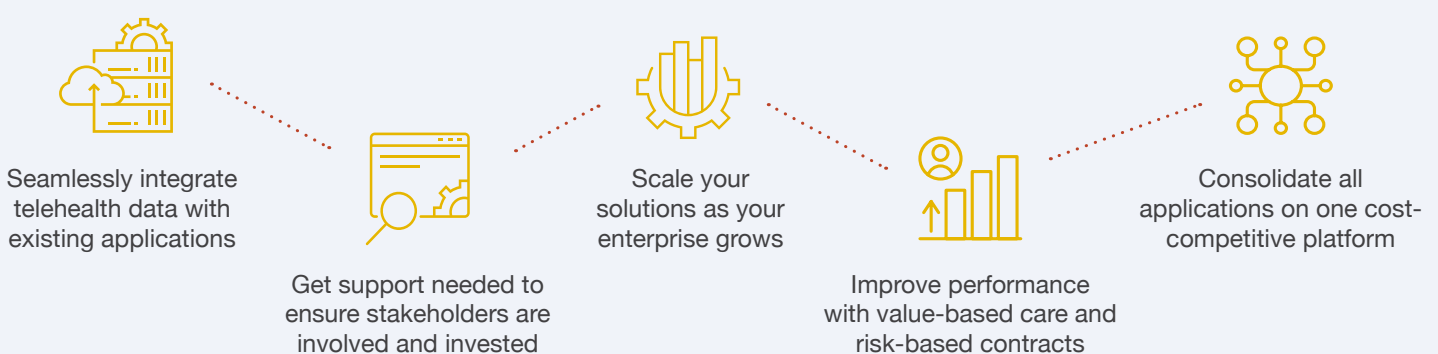 Seamlessly integrate
telehealth data with
existing applications
Get support needed to
ensure stakeholders are
involved and invested
Scale your
solutions as your
enterprise grows
Improve performance
with value-based care and
risk-based contracts
Consolidate all
applications on one cost-
competitive platform